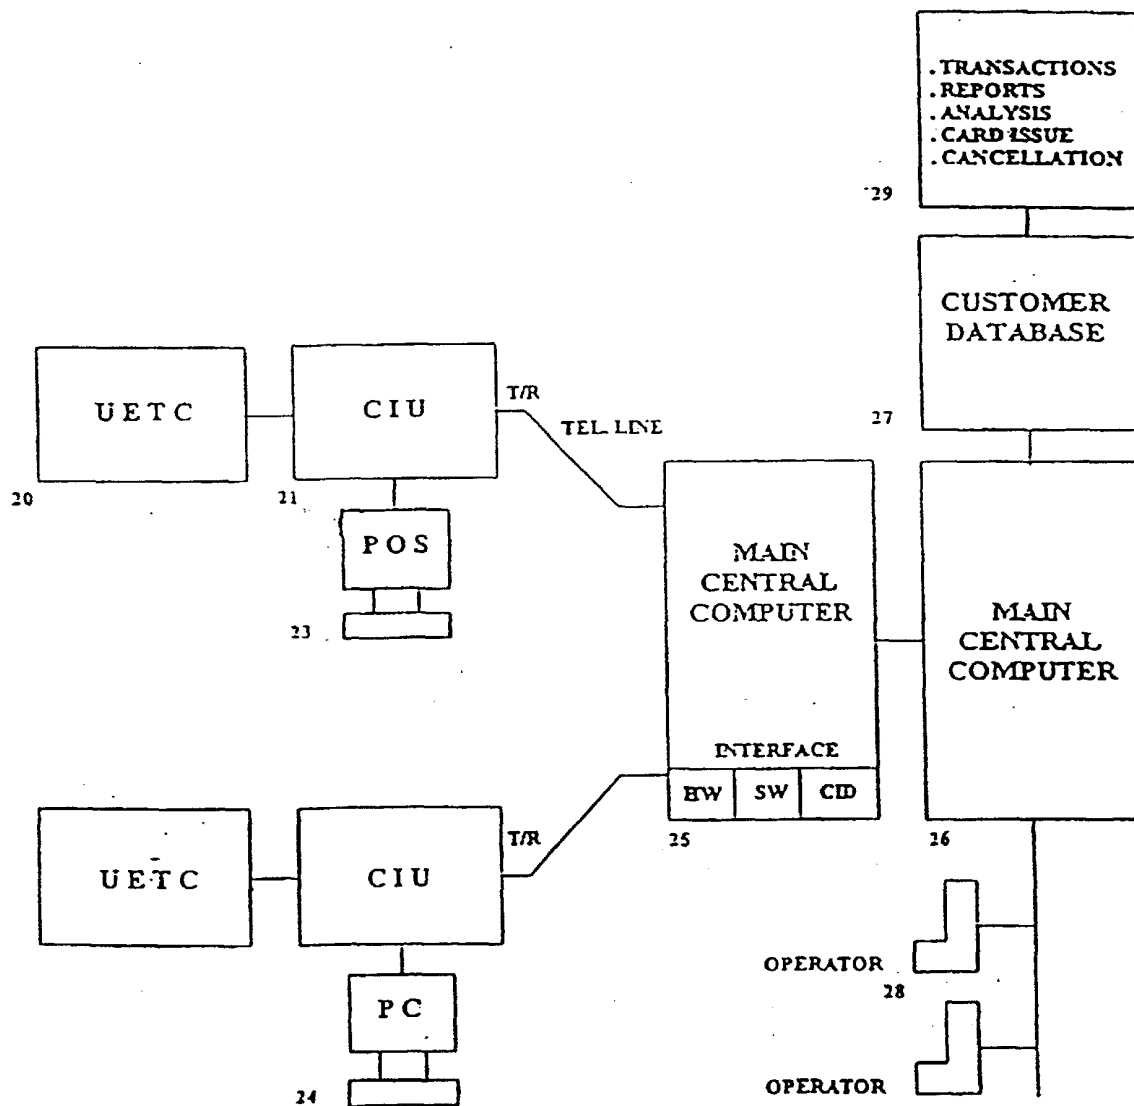 .TRANSACTIONS
.REPORTS
.ANALYSIS
.CARD ISSUE
.CANCELLATION
29
CUSTOMER
DATABASE
27
UETC
20
CIU
21
T/R
TEL. LINE
POS
23
MAIN
CENTRAL
COMPUTER
INTERFACE
HW SW CID
25
MAIN
CENTRAL
COMPUTER
26
UETC
CIU
T/R
PC
24
OPERATOR
28
OPERATOR